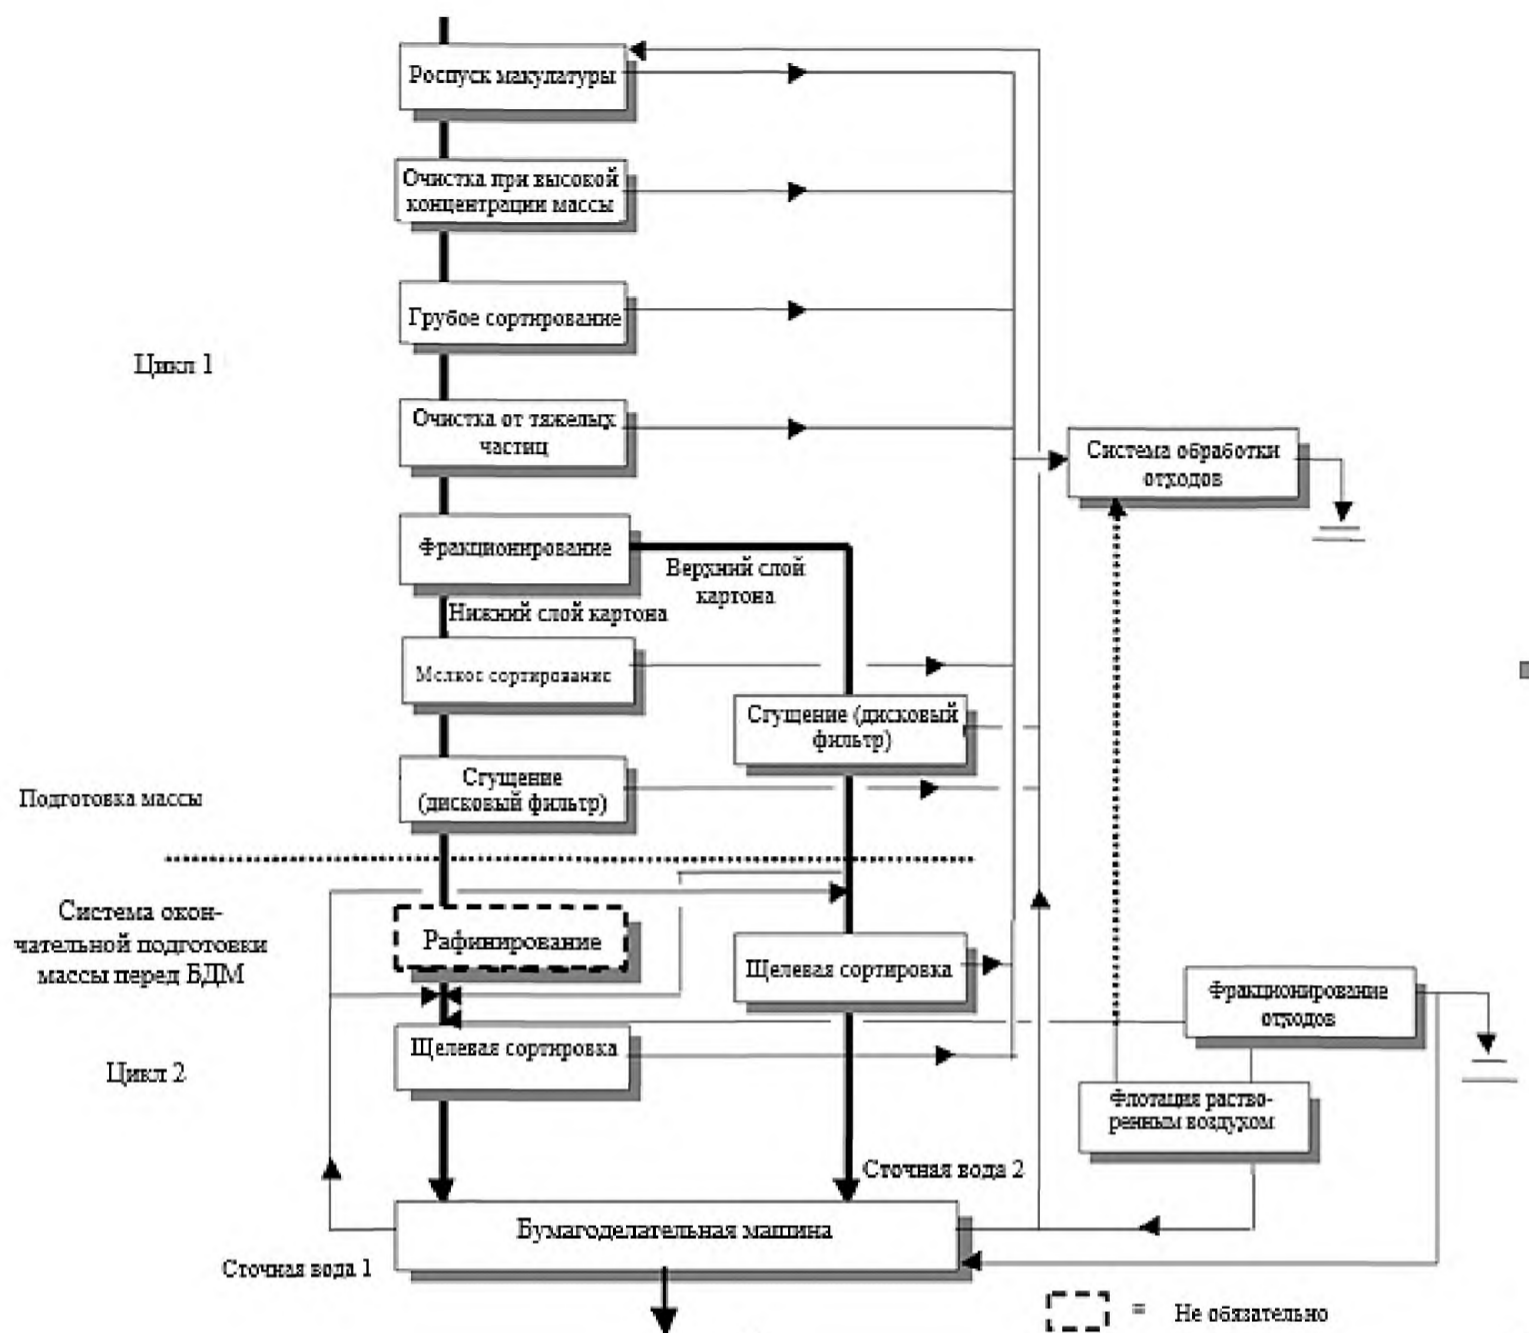 Роспуск макулатуры
Очистка при высокой
концентрации массы
Грубое сортирование
Цикл 1
Очистка от тяжелых
частиц
Система обработки
отходов
Фракционирование
Верхний слой
картона
Нижний слой картона
Мелкое сортирование
Сгущение (дисковый
фильтр)
Сгущение
(дисковый фильтр)
Подготовка массы
Система окон-
чательной подготовки
массы перед БДМ
Рафинирование
Щелевая сортировка
Фракционирование
отходов
Щелевая сортировка
Цикл 2
Флотация раство-
ренным воздухом
Сточная вода 2
Бумагоделательная машина
Сточная вода 1
= Не обязательно